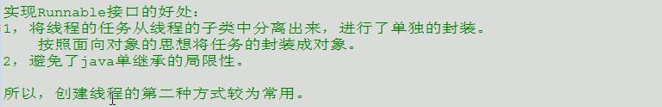 实现Runnable接口的好处:
1,将线程的任务从线程的子类中分离出来,进行了单独的封装。
按照面向对象的思想将任务的封装成对象。
2,避免了java单继承的局限性。
所以,创建线程的第二种方式较为常用。